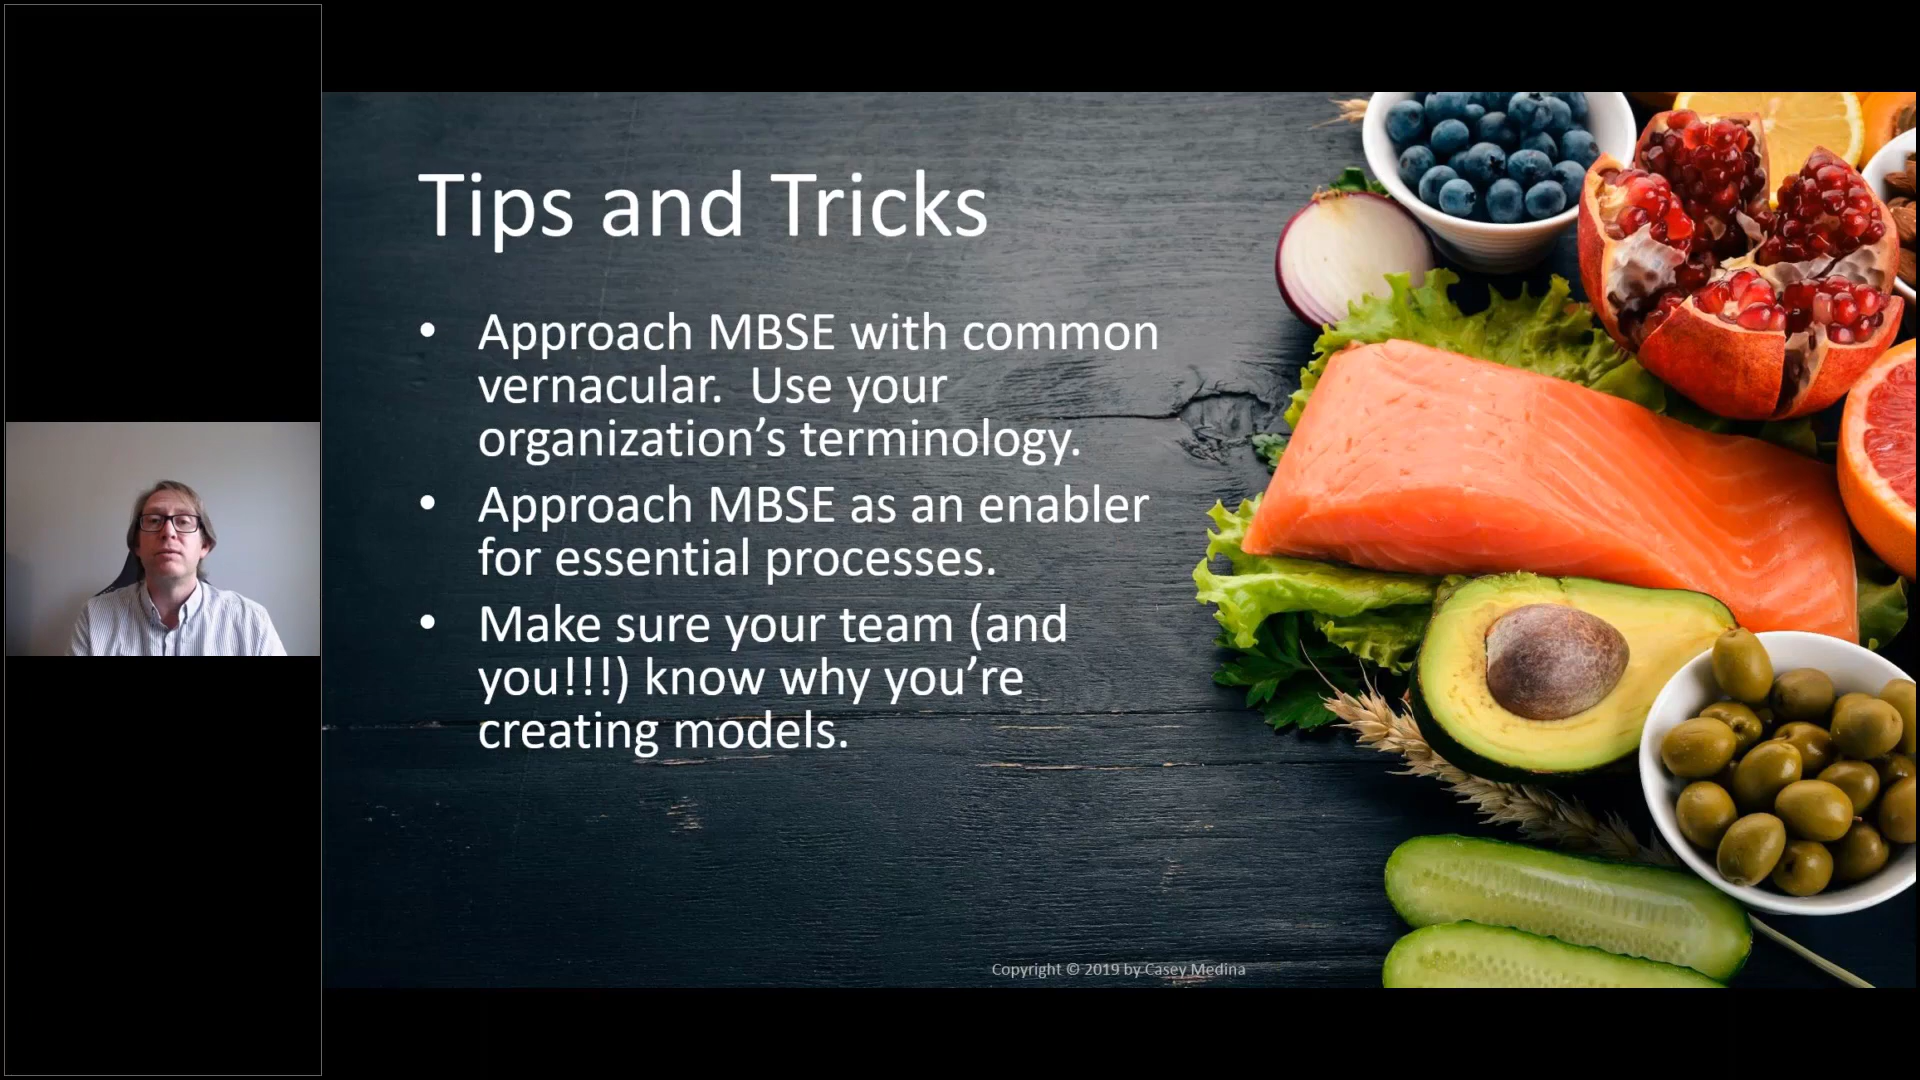 Tips and Tricks
• Approach MBSE with common
vernacular.  Use your
organization’s terminology.
• Approach MBSE as an enabler
for essential processes.
• Make sure your team (and
you!!!) know why you’re
creating models.
Copyright © 2019 by Casey Medina